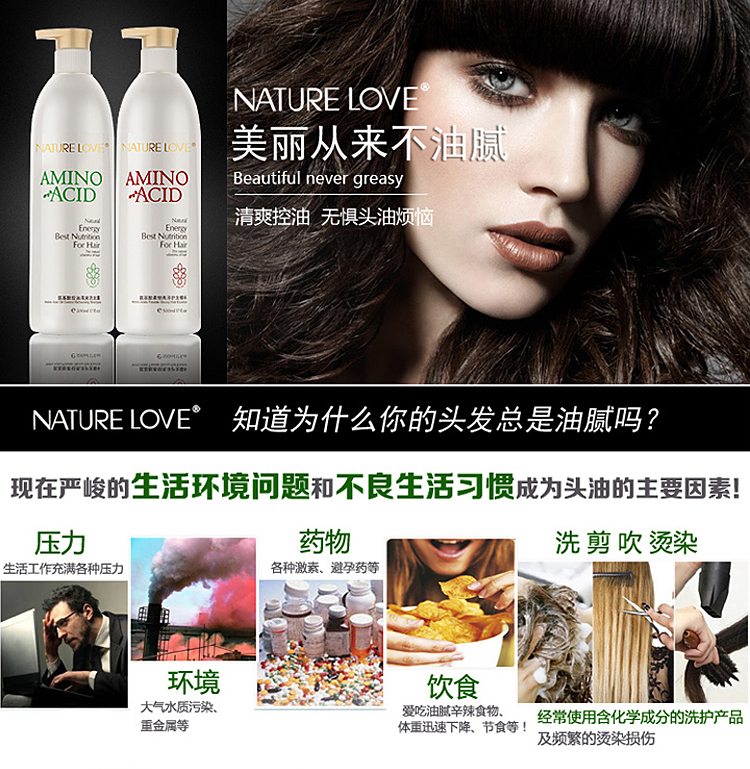 NATURE LOVE®
美丽从来不油腻
Beautiful never greasy
清爽控油 无惧头油烦恼
NATURE LOVE®
AMINO
ACID
Natural
Energy
Best Nutrition
For Hair
NATURE LOVE®
AMINO
ACID
Natural
Energy
Best Nutrition
For Hair
NATURE LOVE® 知道为什么你的头发总是油腻吗?
现在严峻的生活环境问题和不良生活习惯成为头油的主要因素!
压力
生活工作充满各种压力
环境
大气水质污染、
重金属等
药物
各种激素、避孕药等
饮食
爱吃油腻辛辣食物、
体重迅速下降、节食等!
洗 剪 吹 烫染
经常使用含化学成分的洗护产品
及频繁的烫染损伤